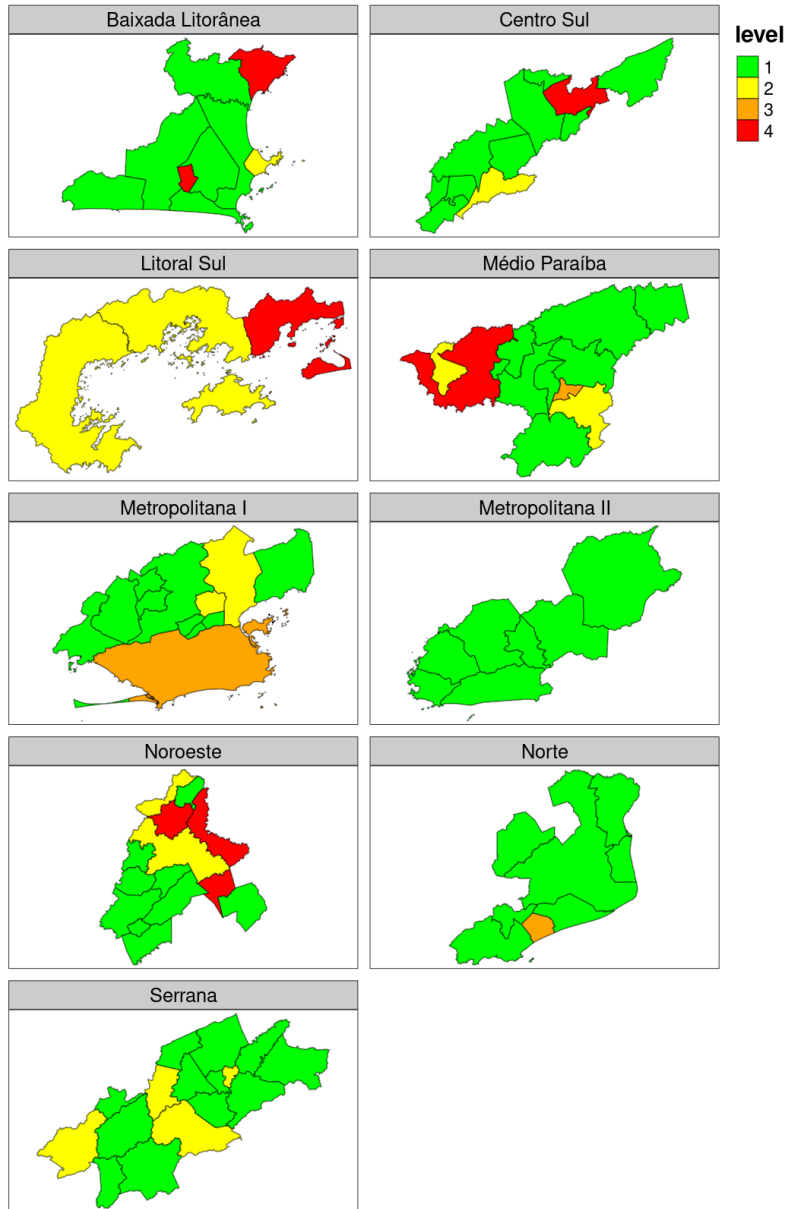 Baixada Litorânea
Centro Sul
level
1
2
3
4
Litoral Sul
Médio Paraíba
Metropolitana I
Metropolitana II
Noroeste
Norte
Serrana